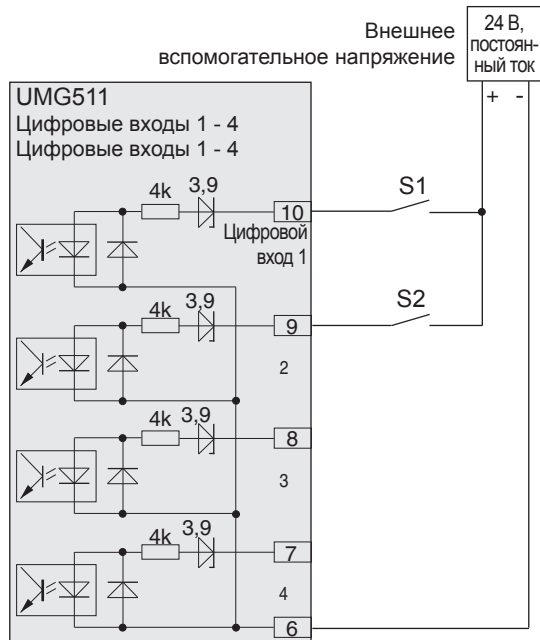 Внешнее
вспомогательное напряжение
24 В,
постоян-
ный ток
+ -
UMG511
Цифровые входы 1 - 4
Цифровые входы 1 - 4
4k 3,9
10
Цифровой
вход 1
S1
4k 3,9
9
2
S2
4k 3,9
8
3
4k 3,9
7
4
6